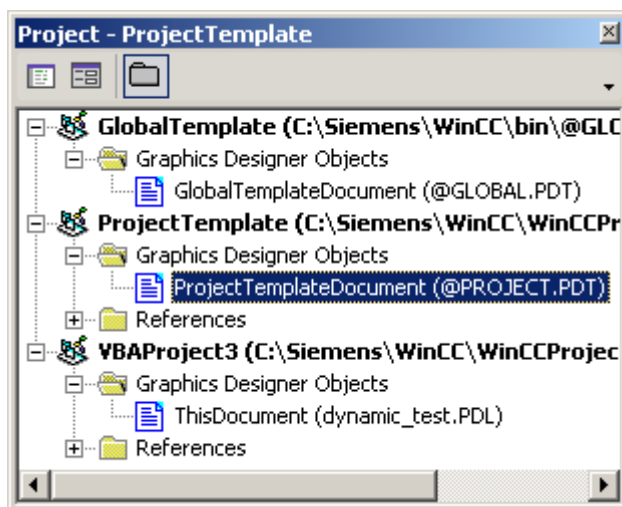 Project - ProjectTemplate
GlobalTemplate (C:\Siemens\WinCC\bin\@GLC
Graphics Designer Objects
GlobalTemplateDocument (@GLOBAL.PDT)
ProjectTemplate (C:\Siemens\WinCC\WinCCPr
Graphics Designer Objects
ProjectTemplateDocument (@PROJECT.PDT)
References
VBAProject3 (C:\Siemens\WinCC\WinCCProjec
Graphics Designer Objects
ThisDocument (dynamic_test.PDL)
References